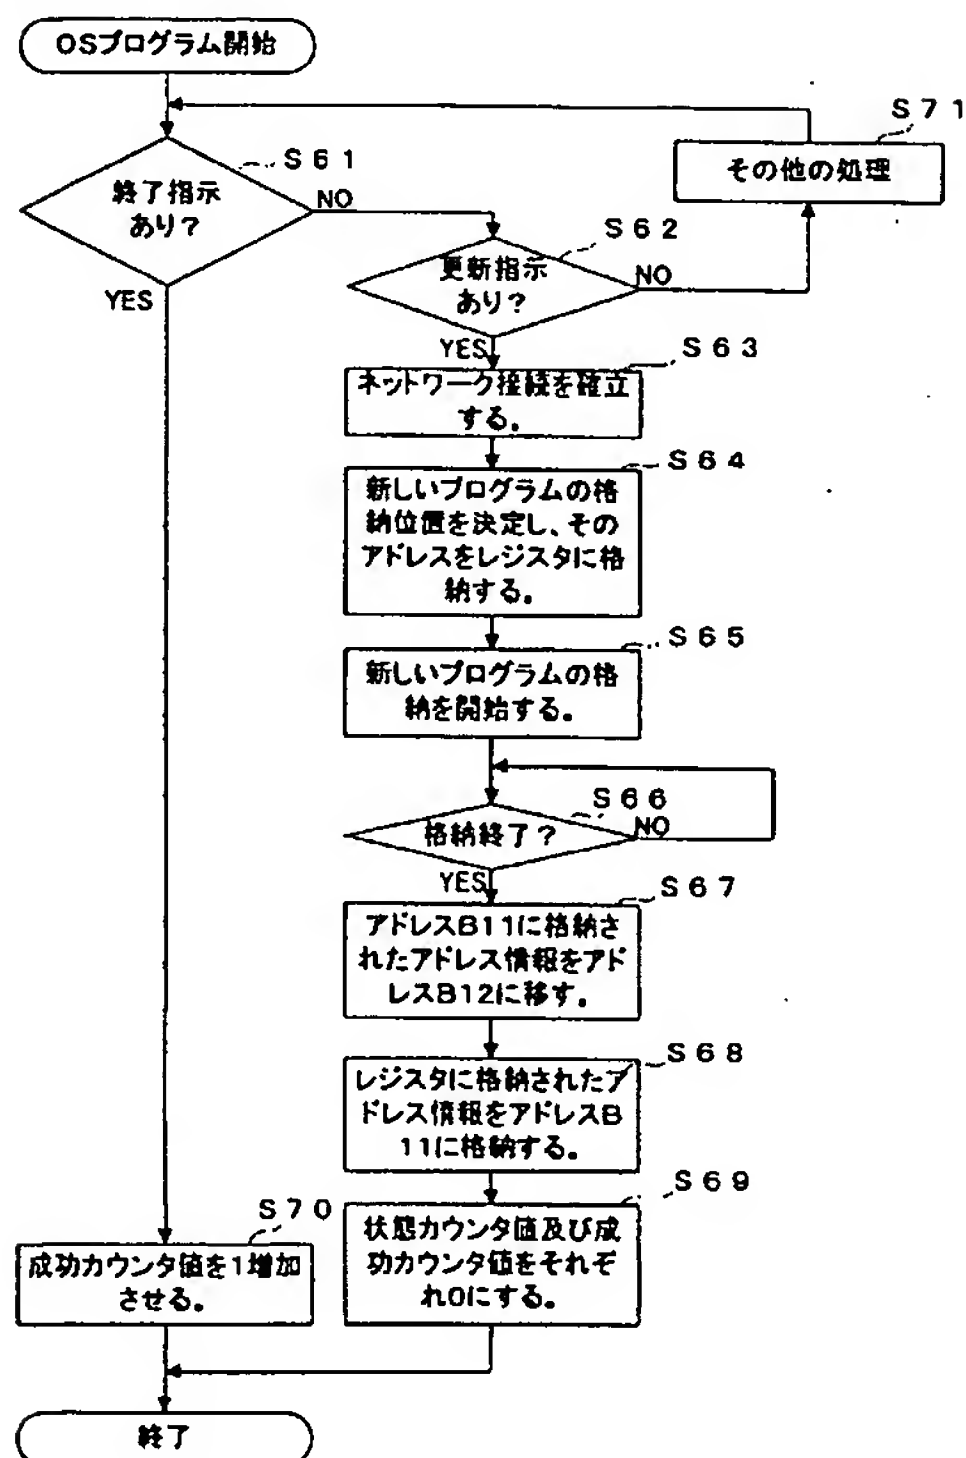 OSプログラム開始
S71
その他の処理
S61
終了指示
あり?
NO
YES
S62
更新指示
あり?
NO
YES
S63
ネットワーク接続を確立
する。
S64
新しいプログラムの格
納位置を決定し、その
アドレスをレジスタに格
納する。
S65
新しいプログラムの格
納を開始する。
S66
格納終了?
NO
YES
S67
アドレスB11に格納さ
れたアドレス情報をアド
レスB12に移す。
S68
レジスタに格納されたア
ドレス情報をアドレスB
11に格納する。
S69
状態カウンタ値及び成
功カウンタ値をそれぞ
れ0にする。
S70
成功カウンタ値を1増加
させる。
終了